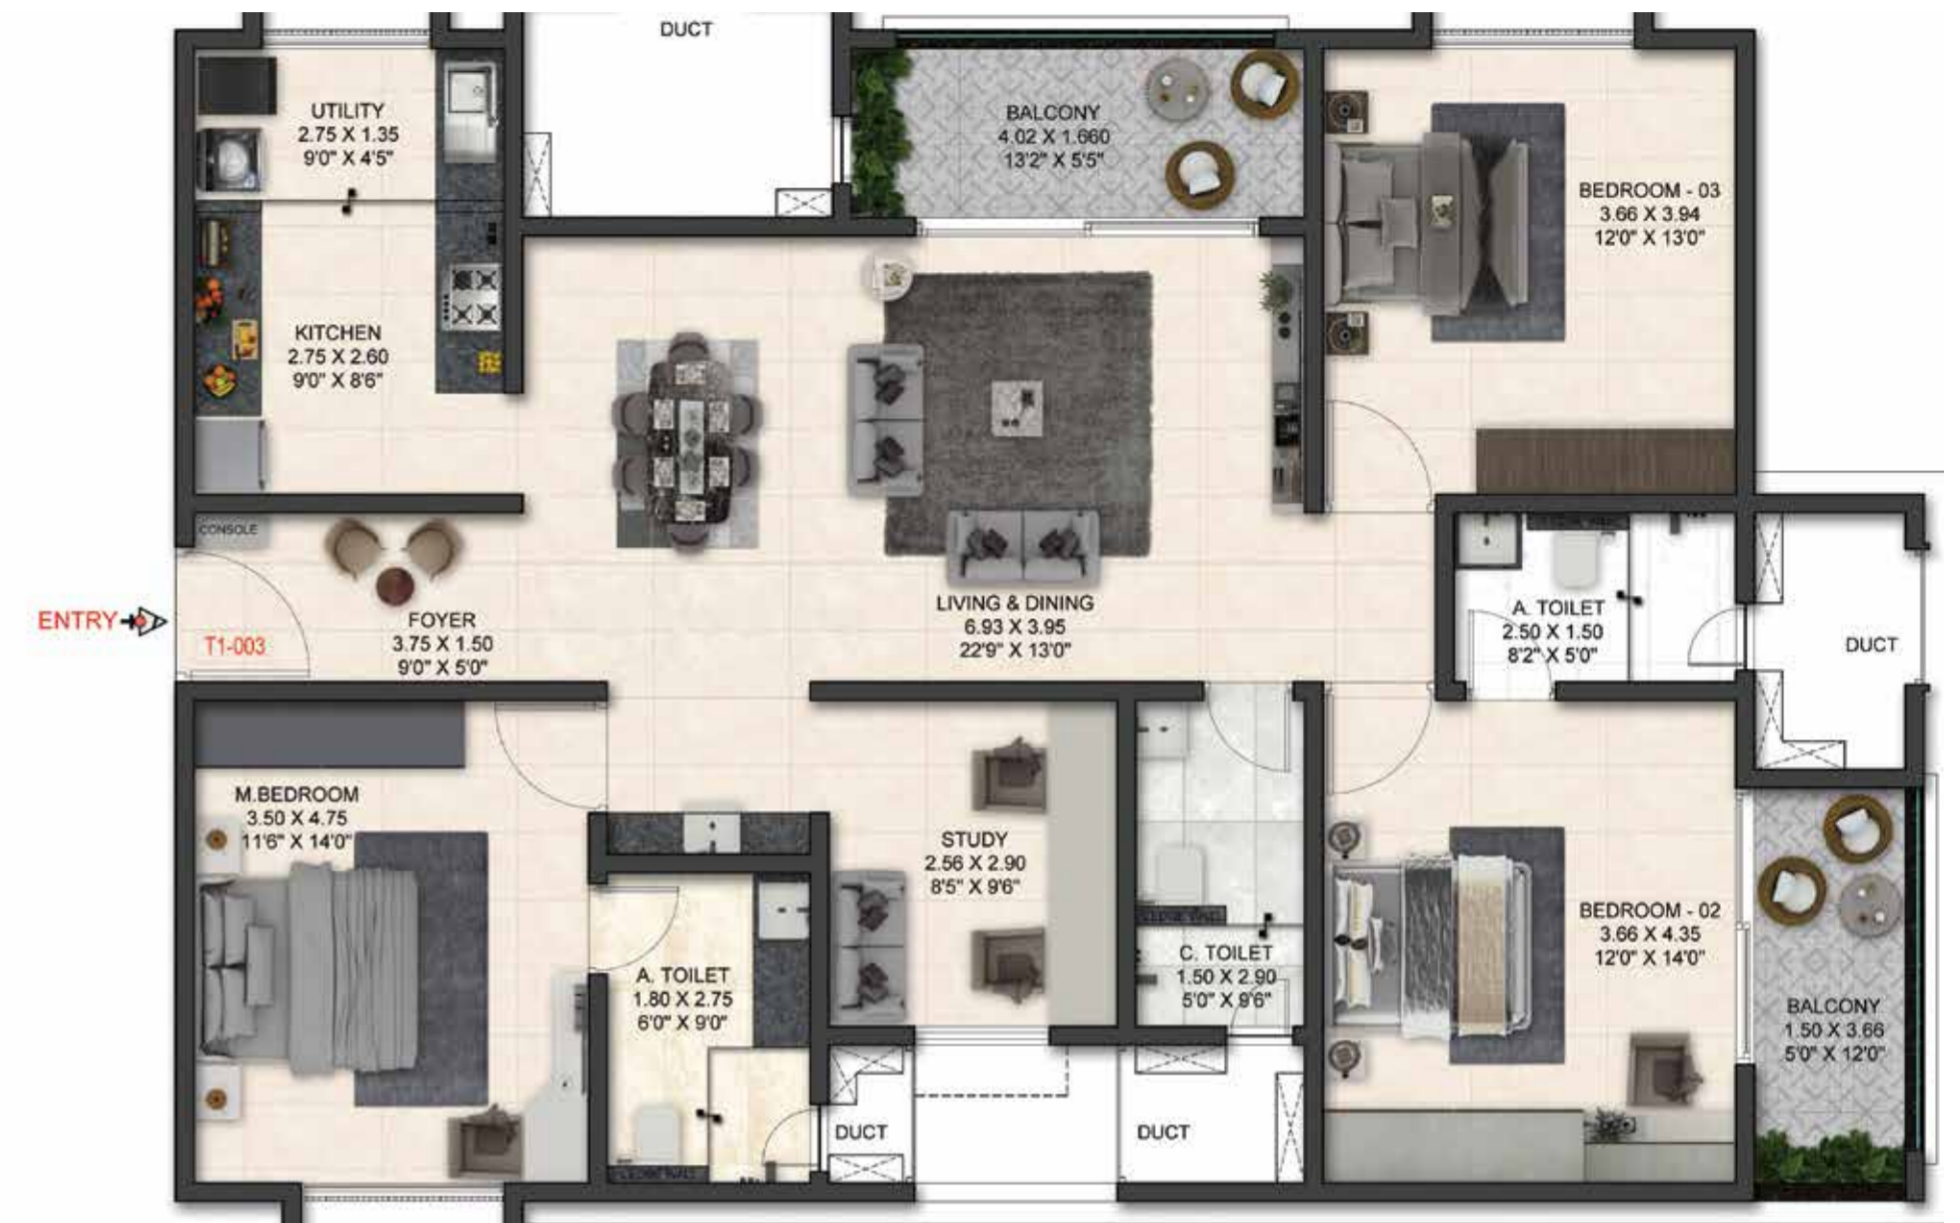 DUCT
UTILITY
2.75 X 1.35
9'0" X 4'5"
BALCONY
4.02 X 1.660
13'2" X 5'5"
BEDROOM - 03
3.66 X 3.94
12'0" X 13'0"
KITCHEN
2.75 X 2.60
9'0" X 8'6"
CONSOLE
ENTRY
T1-003
FOYER
3.75 X 1.50
9'0" X 5'0"
LIVING & DINING
6.93 X 3.95
22'9" X 13'0"
A. TOILET
2.50 X 1.50
8'2" X 5'0"
DUCT
M.BEDROOM
3.50 X 4.75
11'6" X 14'0"
STUDY
2.56 X 2.90
8'5" X 9'6"
BEDROOM - 02
3.66 X 4.35
12'0" X 14'0"
A. TOILET
1.80 X 2.75
6'0" X 9'0"
C. TOILET
1.50 X 2.90
5'0" X 9'6"
BALCONY
1.50 X 3.66
5'0" X 12'0"
DUCT
DUCT